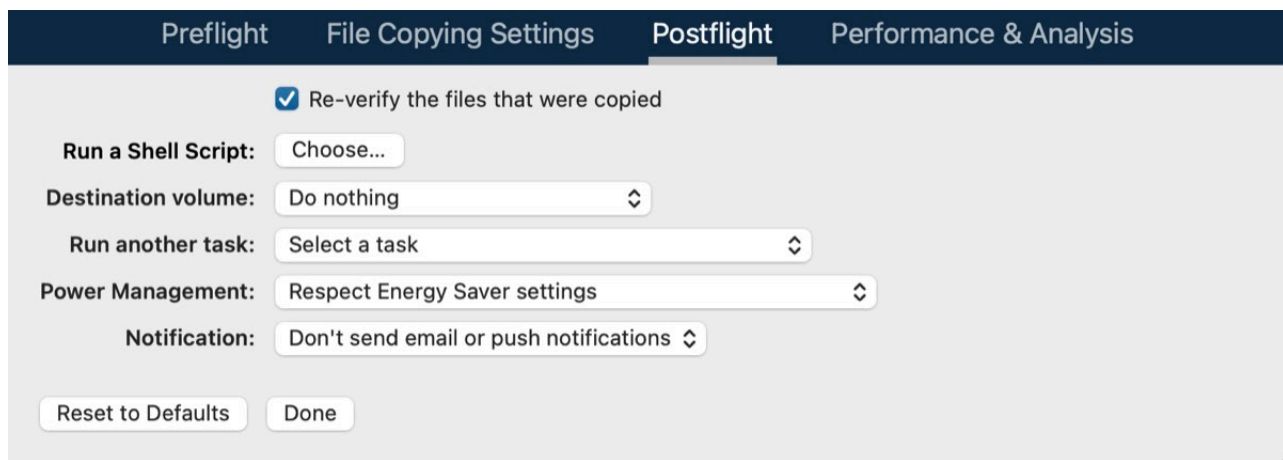 Preflight File Copying Settings Postflight Performance & Analysis
Re-verify the files that were copied
Run a Shell Script: Choose...
Destination volume: Do nothing
Run another task: Select a task
Power Management: Respect Energy Saver settings
Notification: Don't send email or push notifications
Reset to Defaults Done